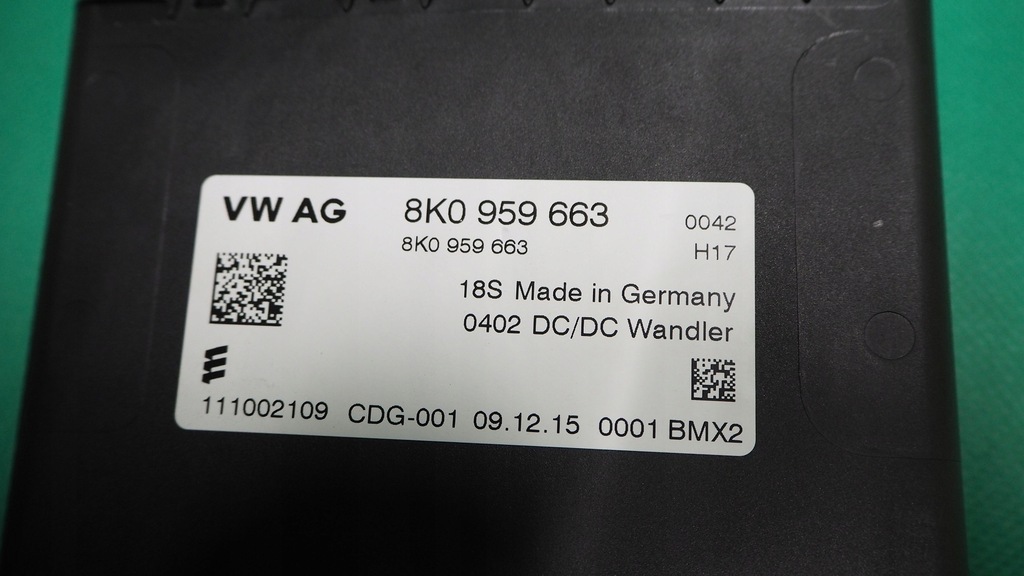 VW AG 8K0 959 663 0042
8K0 959 663 H17
18S Made in Germany
0402 DC/DC Wandler
111002109 CDG-001 09.12.15 0001 BMX2